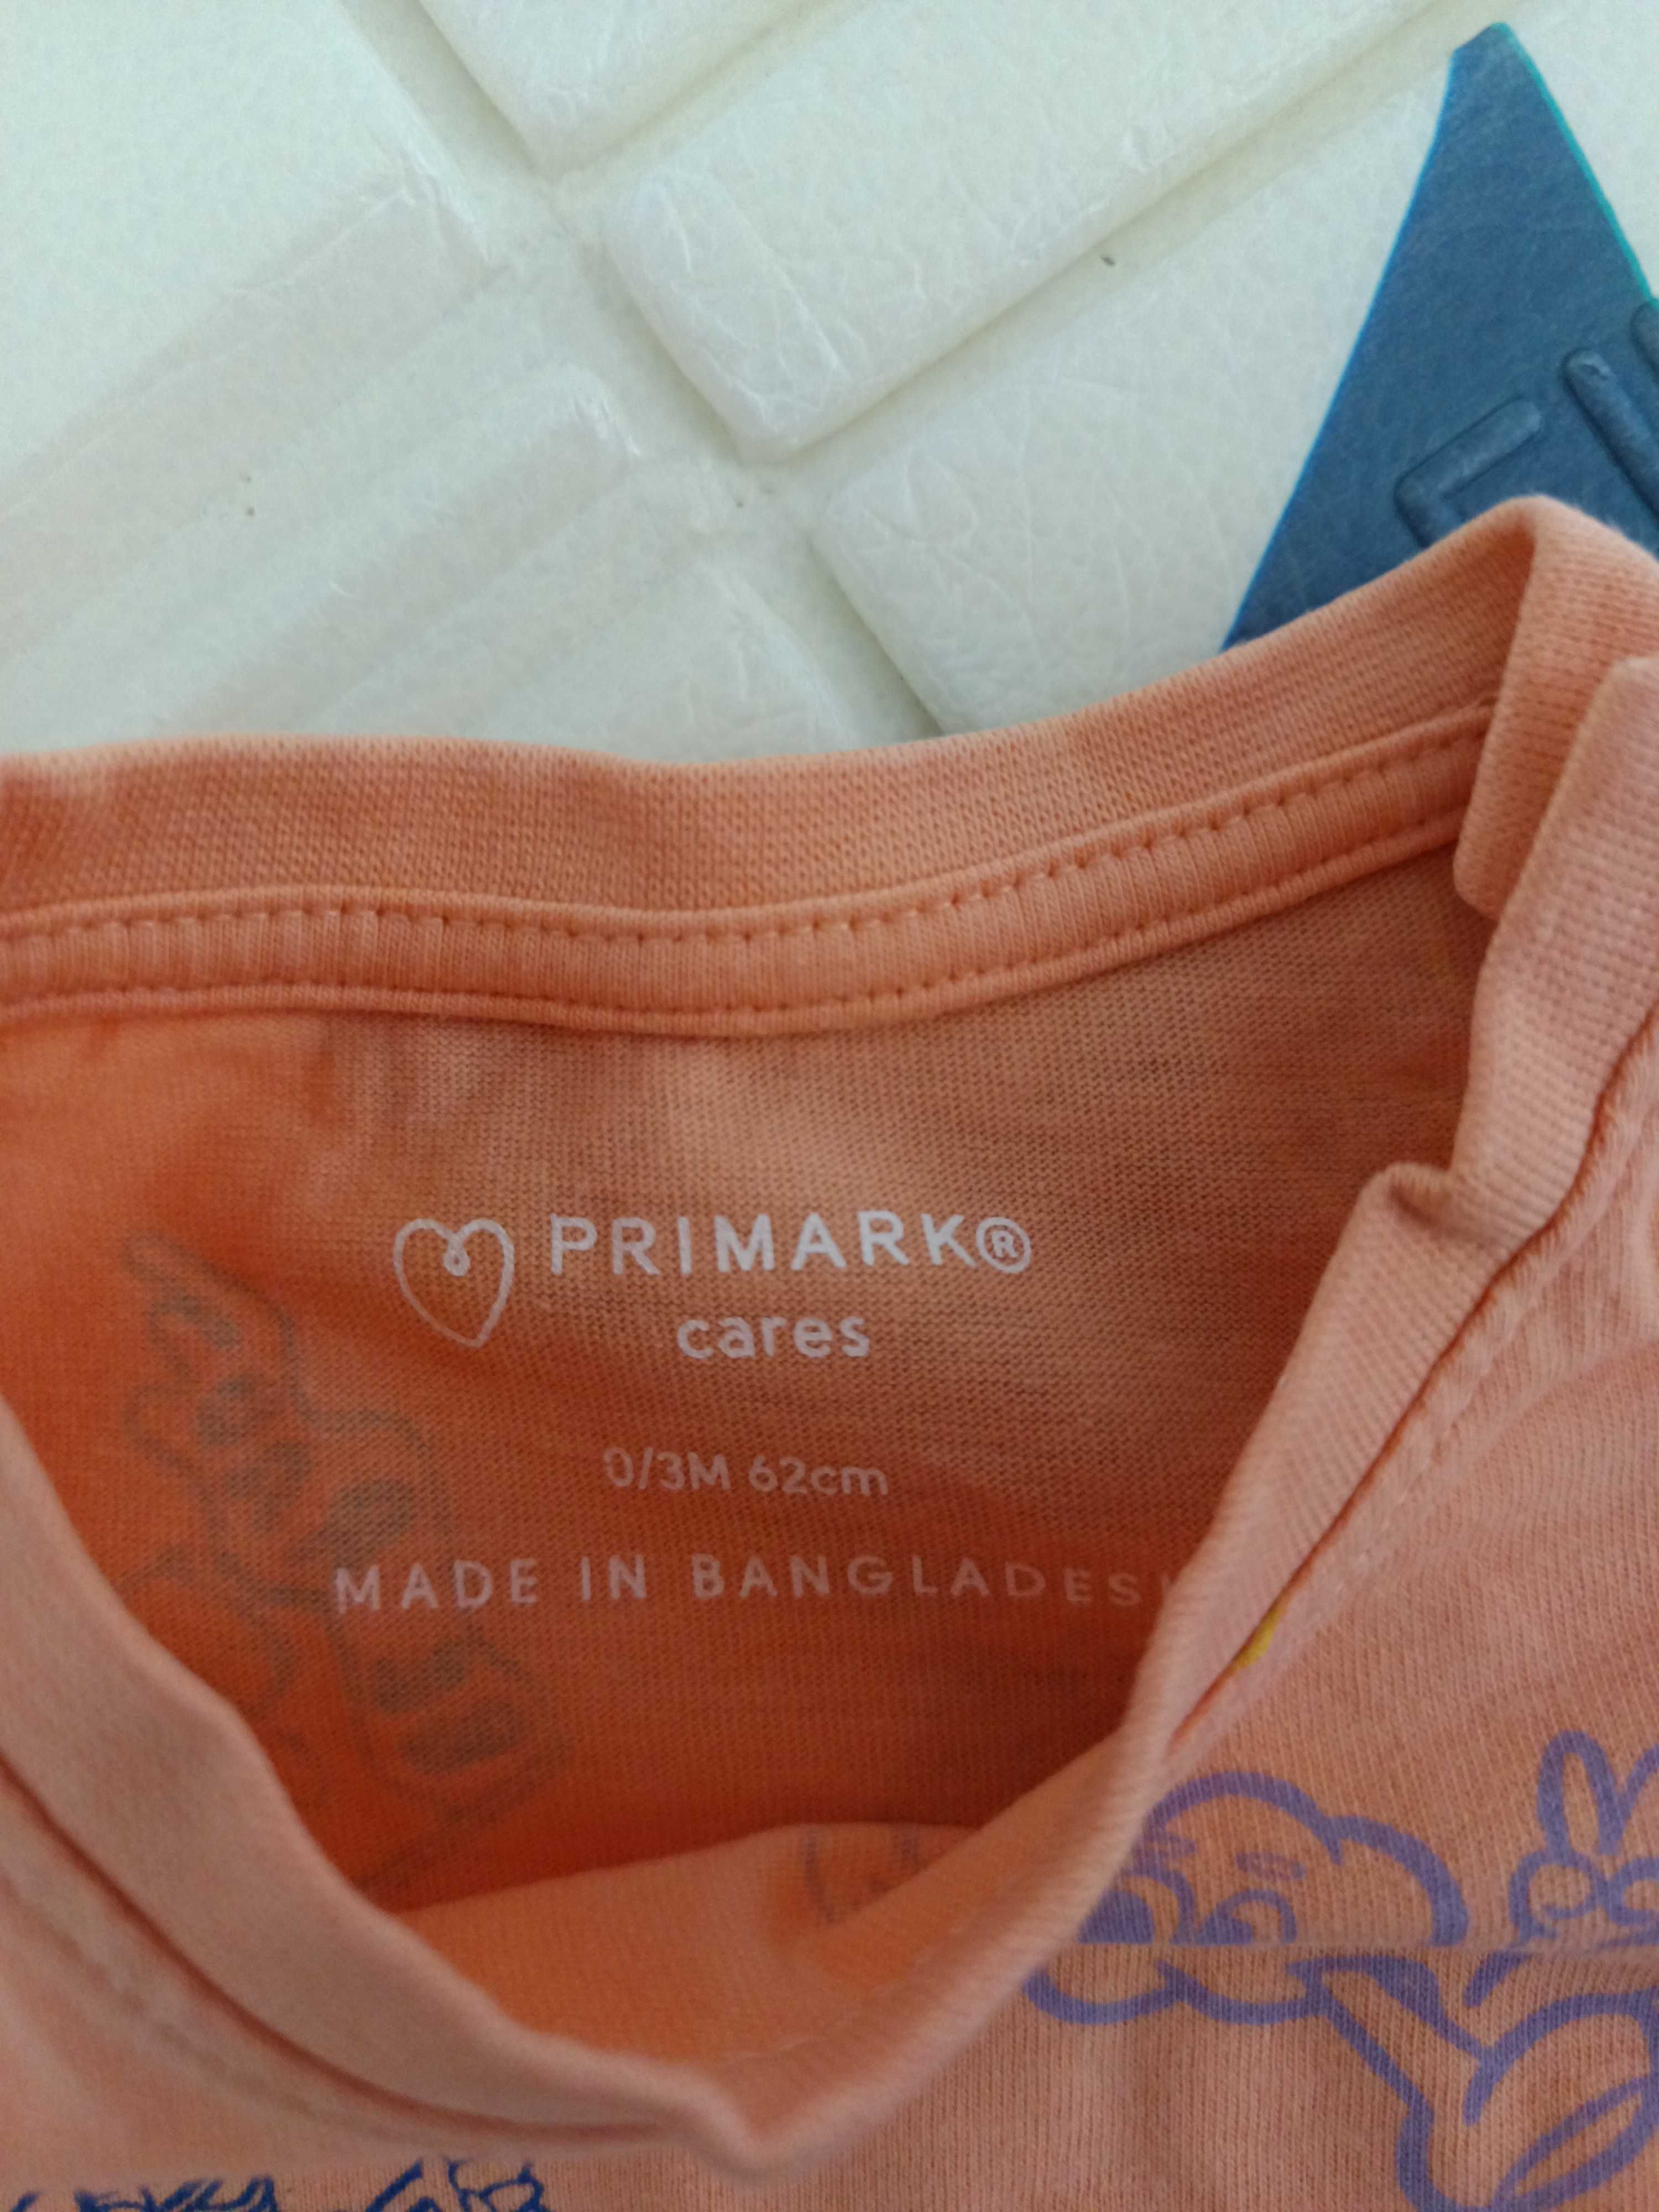 PRIMARK®
cares
0/3M 62cm
MADE IN BANGLADESH